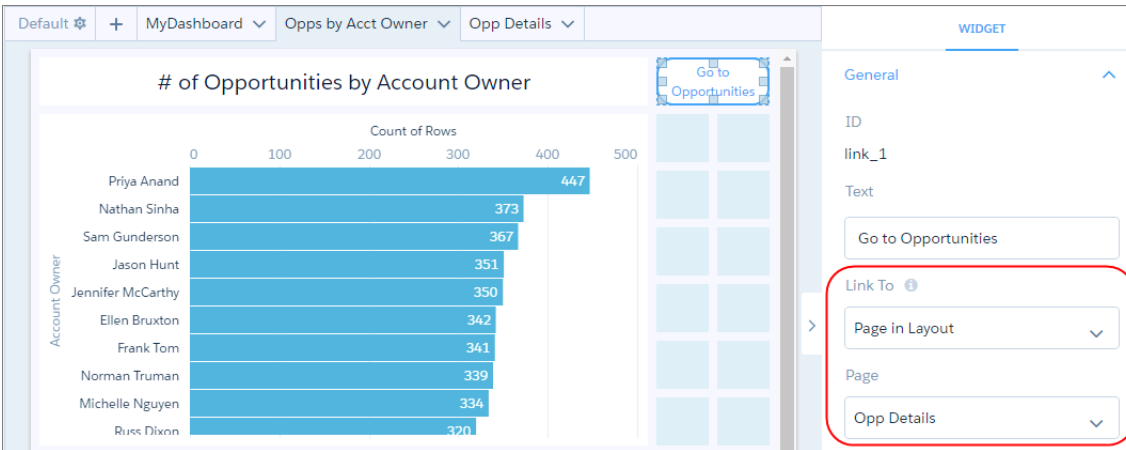 Default
+
MyDashboard
Opps by Acct Owner
Opp Details
# of Opportunities by Account Owner
Go to
Opportunities
Count of Rows
0 100 200 300 400 500
Account Owner
Priya Anand 447
Nathan Sinha 373
Sam Gunderson 367
Jason Hunt 351
Jennifer McCarthy 350
Ellen Bruxton 342
Frank Tom 341
Norman Truman 339
Michelle Nguyen 334
Russ Dixon 320
WIDGET
General
ID
link_1
Text
Go to Opportunities
Link To
Page in Layout
Page
Opp Details